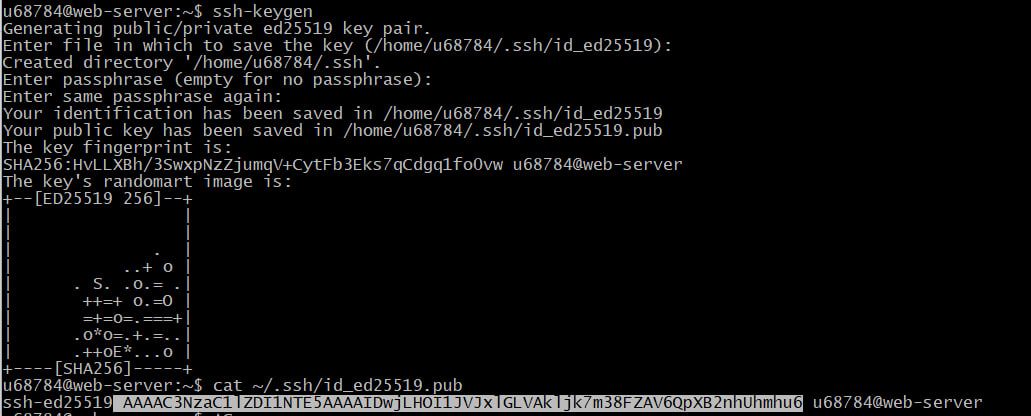 u68784@web-server:~$ ssh-keygen
Generating public/private ed25519 key pair.
Enter file in which to save the key (/home/u68784/.ssh/id_ed25519):
Created directory '/home/u68784/.ssh'.
Enter passphrase (empty for no passphrase):
Enter same passphrase again:
Your identification has been saved in /home/u68784/.ssh/id_ed25519
Your public key has been saved in /home/u68784/.ssh/id_ed25519.pub
The key fingerprint is:
SHA256:HvLLXBh/3SwxpNzZjumqV+CytFb3Eks7qCdgq1foOvw u68784@web-server
The key's randomart image is:
+--[ED25519 256]--+
|                 |
|                 |
|              .  |
|           ..+ o |
|      . S. .o.= .|
|       ++=+ o.=O |
|       =+=o=.===+|
|      .o*o=.+.=..|
|      .++oE*...o |
+----[SHA256]-----+
u68784@web-server:~$ cat ~/.ssh/id_ed25519.pub
ssh-ed25519 AAAAC3NzaC1lZDI1NTE5AAAAIDwjLHOI1JVJxlGLVAkljk7m38FZAV6QpXB2nhUhmhu6 u68784@web-server